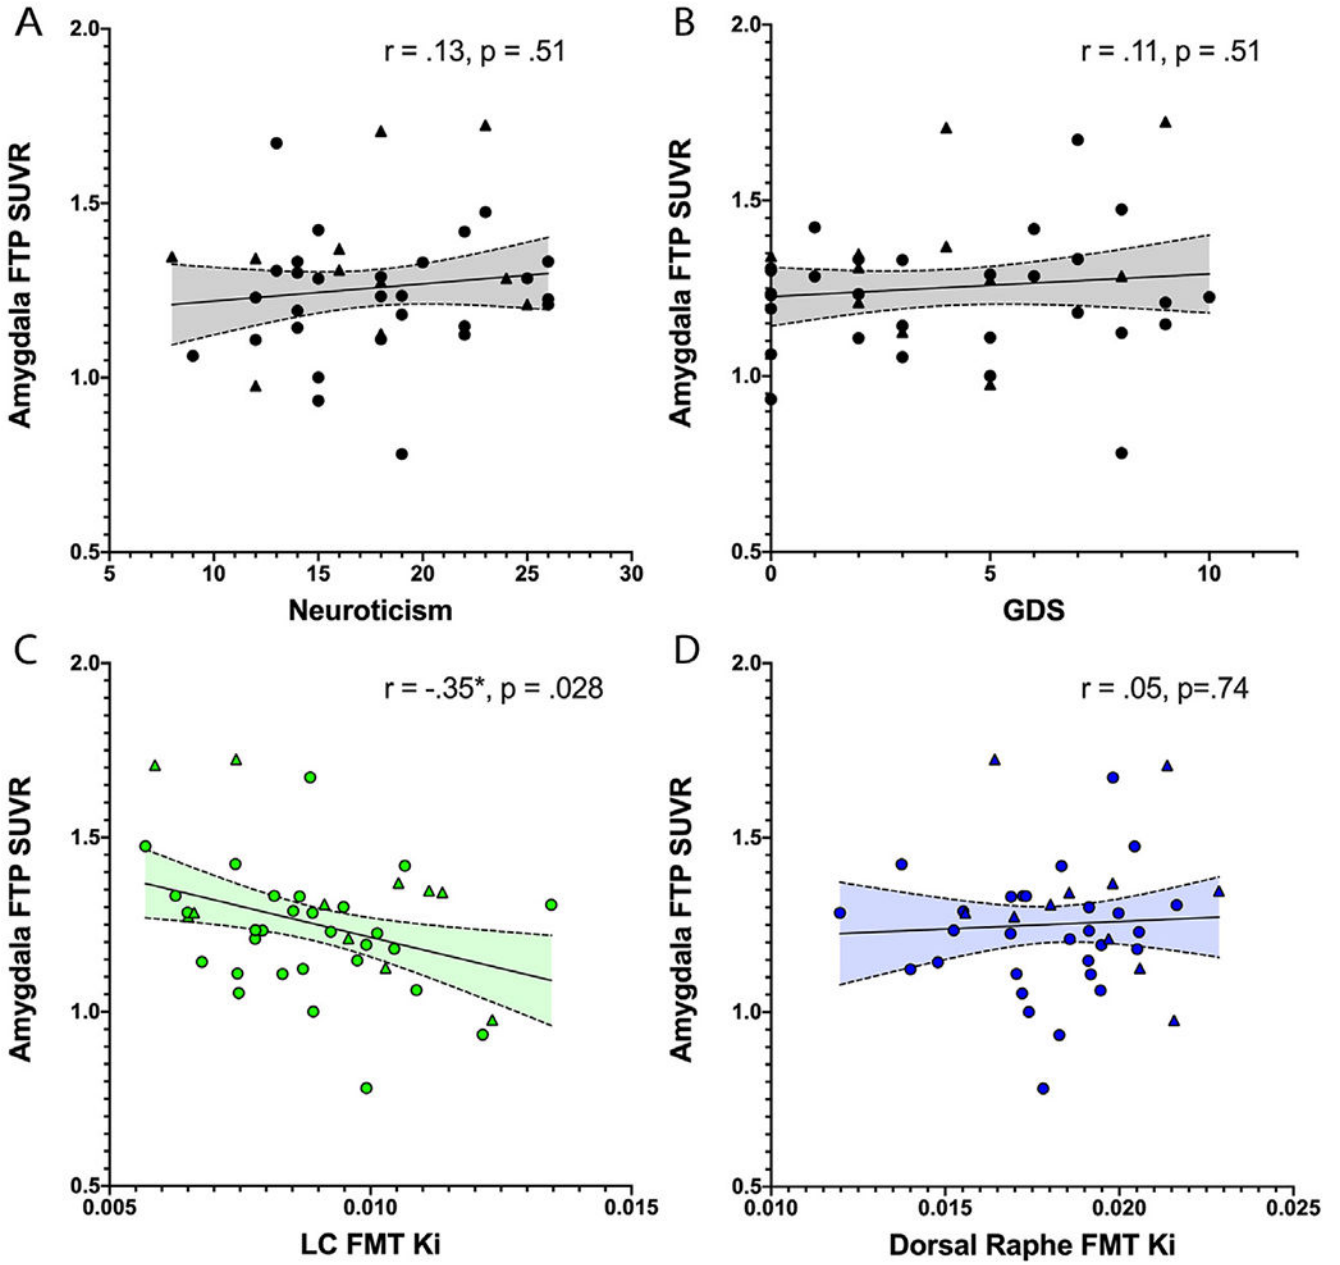 A
r = .13, p = .51
Amygdala FTP SUVR
2.0
1.5
1.0
0.5
5 10 15 20 25 30
Neuroticism
B
r = .11, p = .51
Amygdala FTP SUVR
2.0
1.5
1.0
0.5
0 5 10
GDS
C
r = -.35*, p = .028
Amygdala FTP SUVR
2.0
1.5
1.0
0.5
0.005 0.010 0.015
LC FMT Ki
D
r = .05, p=.74
Amygdala FTP SUVR
2.0
1.5
1.0
0.5
0.010 0.015 0.020 0.025
Dorsal Raphe FMT Ki